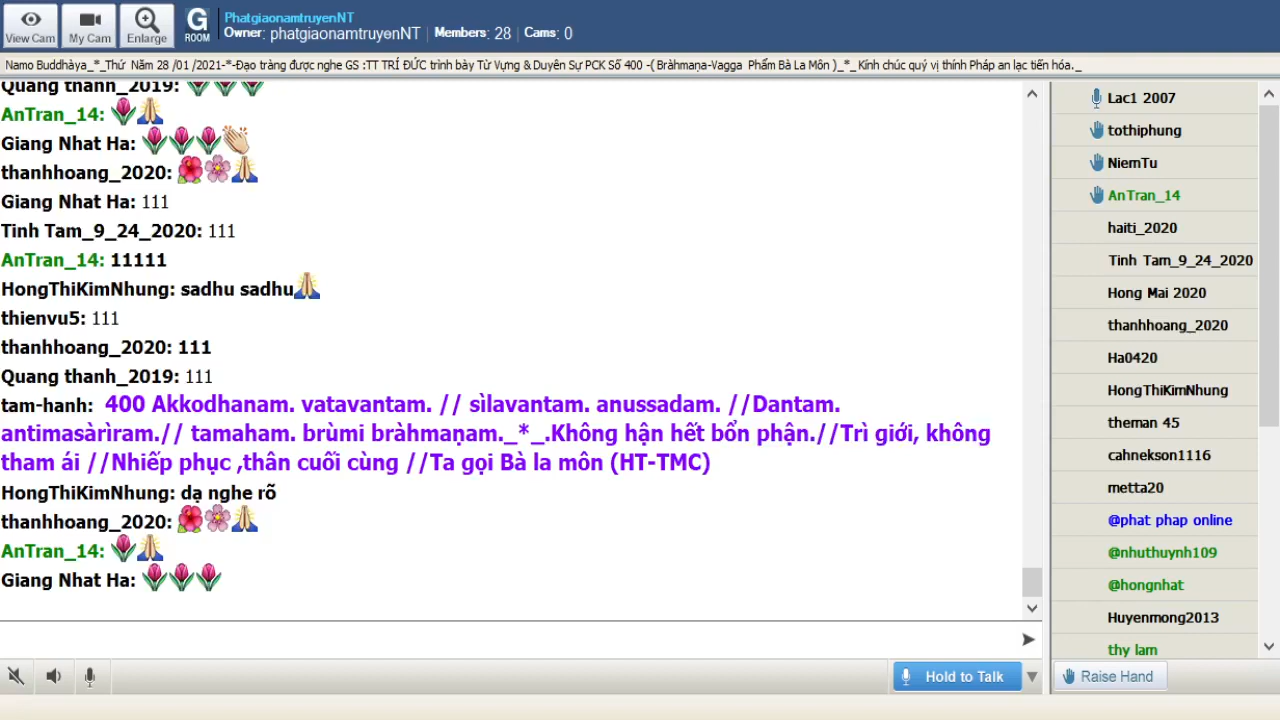 View Cam
My Cam
Enlarge
G
ROOM
PhatgiaonamtruyenNT
Owner: phatgiaonamtruyenNT | Members: 28 | Cams: 0
Namo Buddhàya_*_Thứ Năm 28 /01 /2021-*-Đạo tràng được nghe GS :TT TRÍ ĐỨC trình bày Từ Vựng & Duyên Sự PCK Số 400 -( Bràhmaṇa-Vagga Phẩm Bà La Môn )_*_Kính chúc quý vị thính Pháp an lạc tiến hóa._
Quang thanh_2019:
AnTran_14:
Giang Nhat Ha:
thanhhoang_2020:
Giang Nhat Ha: 111
Tinh Tam_9_24_2020: 111
AnTran_14: 11111
HongThiKimNhung: sadhu sadhu
thienvu5: 111
thanhhoang_2020: 111
Quang thanh_2019: 111
tam-hanh: 400 Akkodhanam. vatavantam. // sìlavantam. anussadam. //Dantam.
antimasàrìram.// tamaham. brùmi bràhmaṇam._*_.Không hận hết bổn phận.//Trì giới, không
tham ái //Nhiếp phục ,thân cuối cùng //Ta gọi Bà la môn (HT-TMC)
HongThiKimNhung: dạ nghe rõ
thanhhoang_2020:
AnTran_14:
Giang Nhat Ha:
Hold to Talk
Lac1 2007
tothiphung
NiemTu
AnTran_14
haiti_2020
Tinh Tam_9_24_2020
Hong Mai 2020
thanhhoang_2020
Ha0420
HongThiKimNhung
theman 45
cahnekson1116
metta20
@phat phap online
@nhuthuynh109
@hongnhat
Huyenmong2013
thy lam
Raise Hand